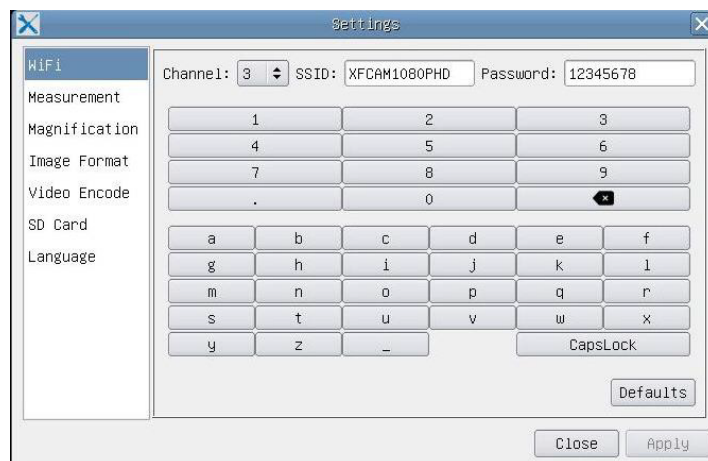 Settings
WiFi
Measurement
Magnification
Image Format
Video Encode
SD Card
Language
Channel: 3 SSID: XFCAM1080PHD Password: 12345678
1 2 3
4 5 6
7 8 9
. 0
a b c d e f
g h i j k l
m n o p q r
s t u v w x
y z _ CapsLock
Defaults
Close Apply